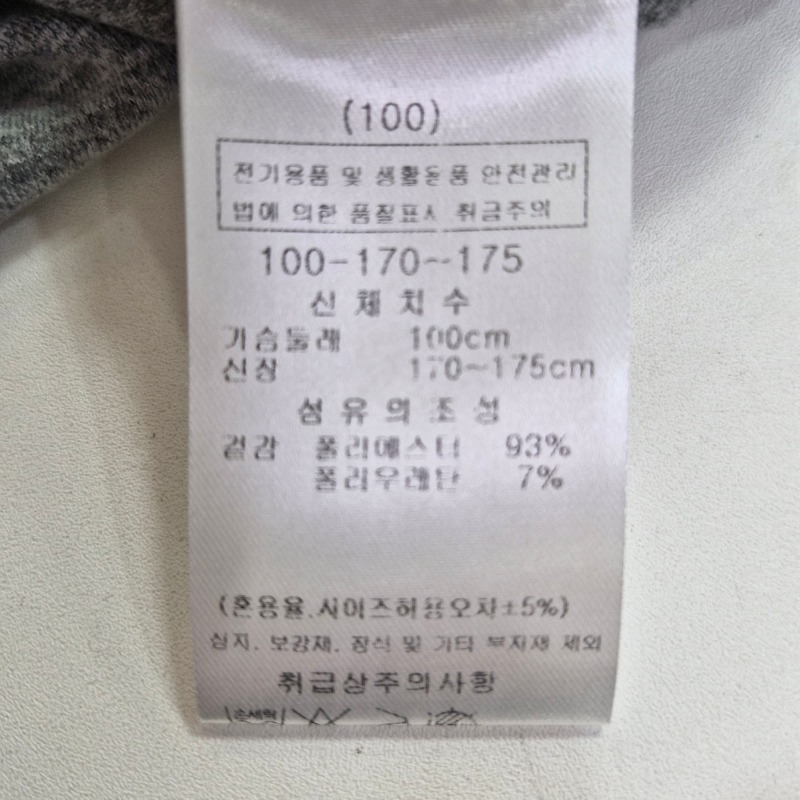 (100)
전기용품 및 생활용품 안전관리
법에 의한 품질표시 취급주의
100-170~175
신체치수
가슴둘레 100cm
신장 170~175cm
섬유의조성
겉감 폴리에스터 93%
폴리우레탄 7%
(혼용율.사이즈허용오차±5%)
심지, 보강재, 장식 및 기타 부자재 제외
취급상주의사항
손세탁